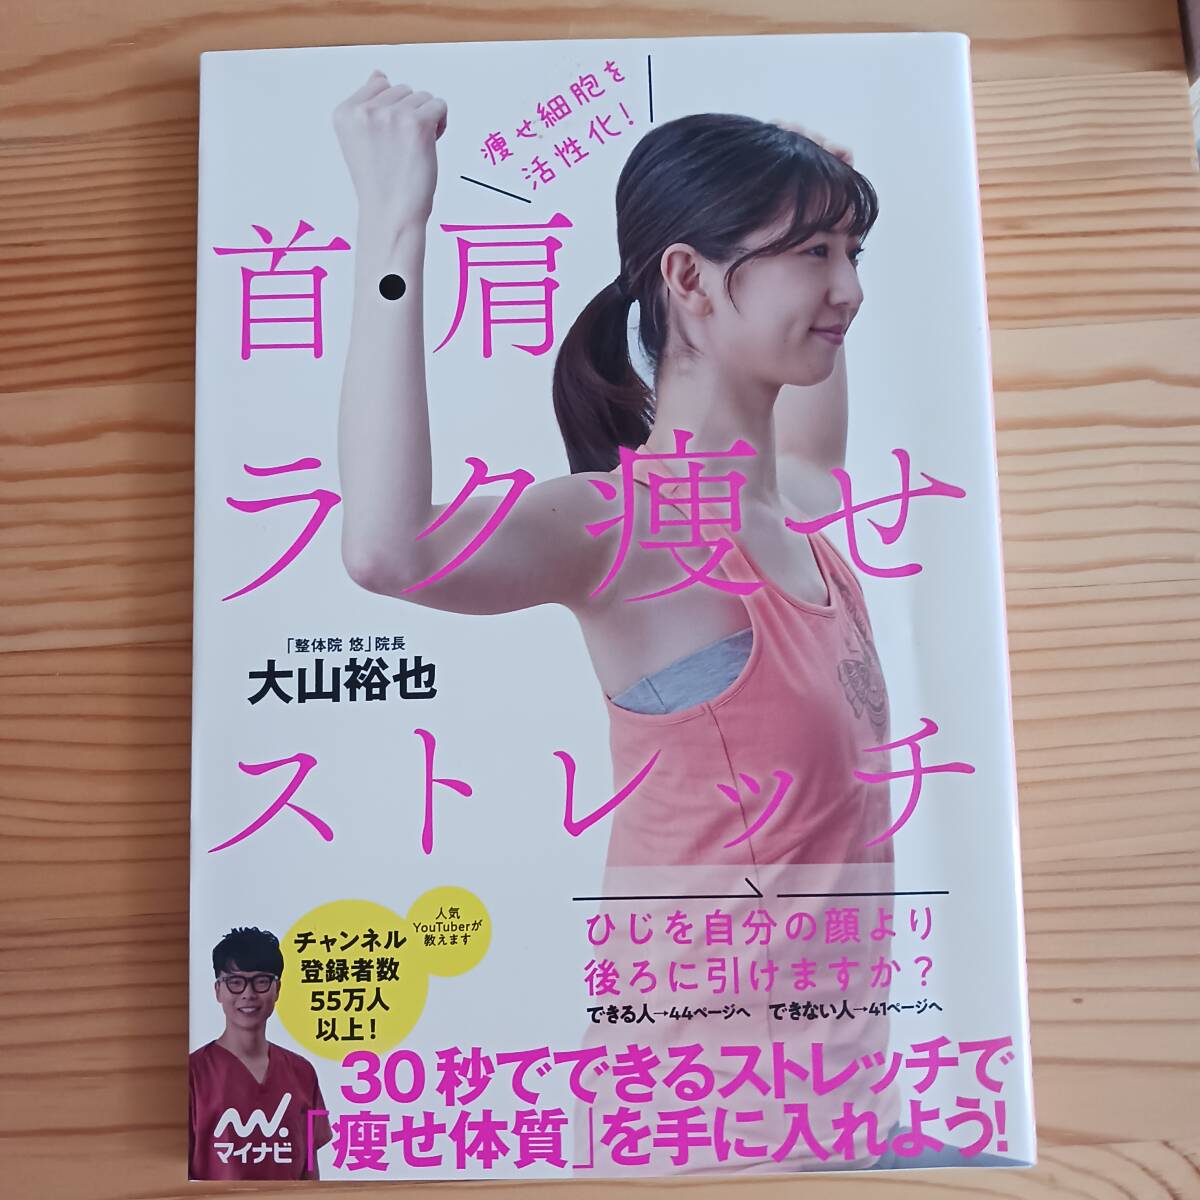 痩せ細胞を
活性化！
首・肩
ラク痩せ
「整体院 悠」院長
大山裕也
ストレッチ
人気
YouTuberが
教えます
チャンネル
登録者数
55万人
以上！
ひじを自分の顔より
後ろに引けますか？
できる人→44ページへ　できない人→41ページへ
30秒でできるストレッチで
「痩せ体質」を手に入れよう！
マイナビ